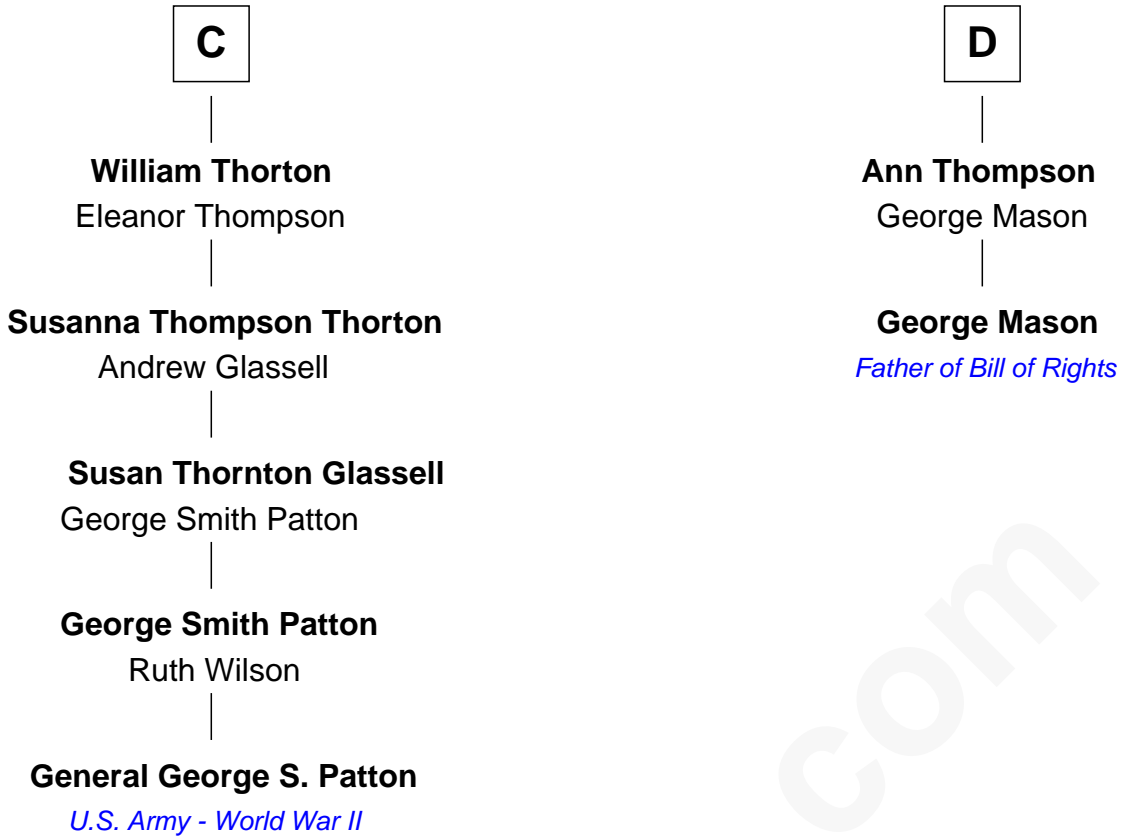 C
William Thorton
Eleanor Thompson
Susanna Thompson Thorton
Andrew Glassell
Susan Thornton Glassell
George Smith Patton
George Smith Patton
Ruth Wilson
General George S. Patton
U.S. Army - World War II
D
Ann Thompson
George Mason
George Mason
Father of Bill of Rights
com